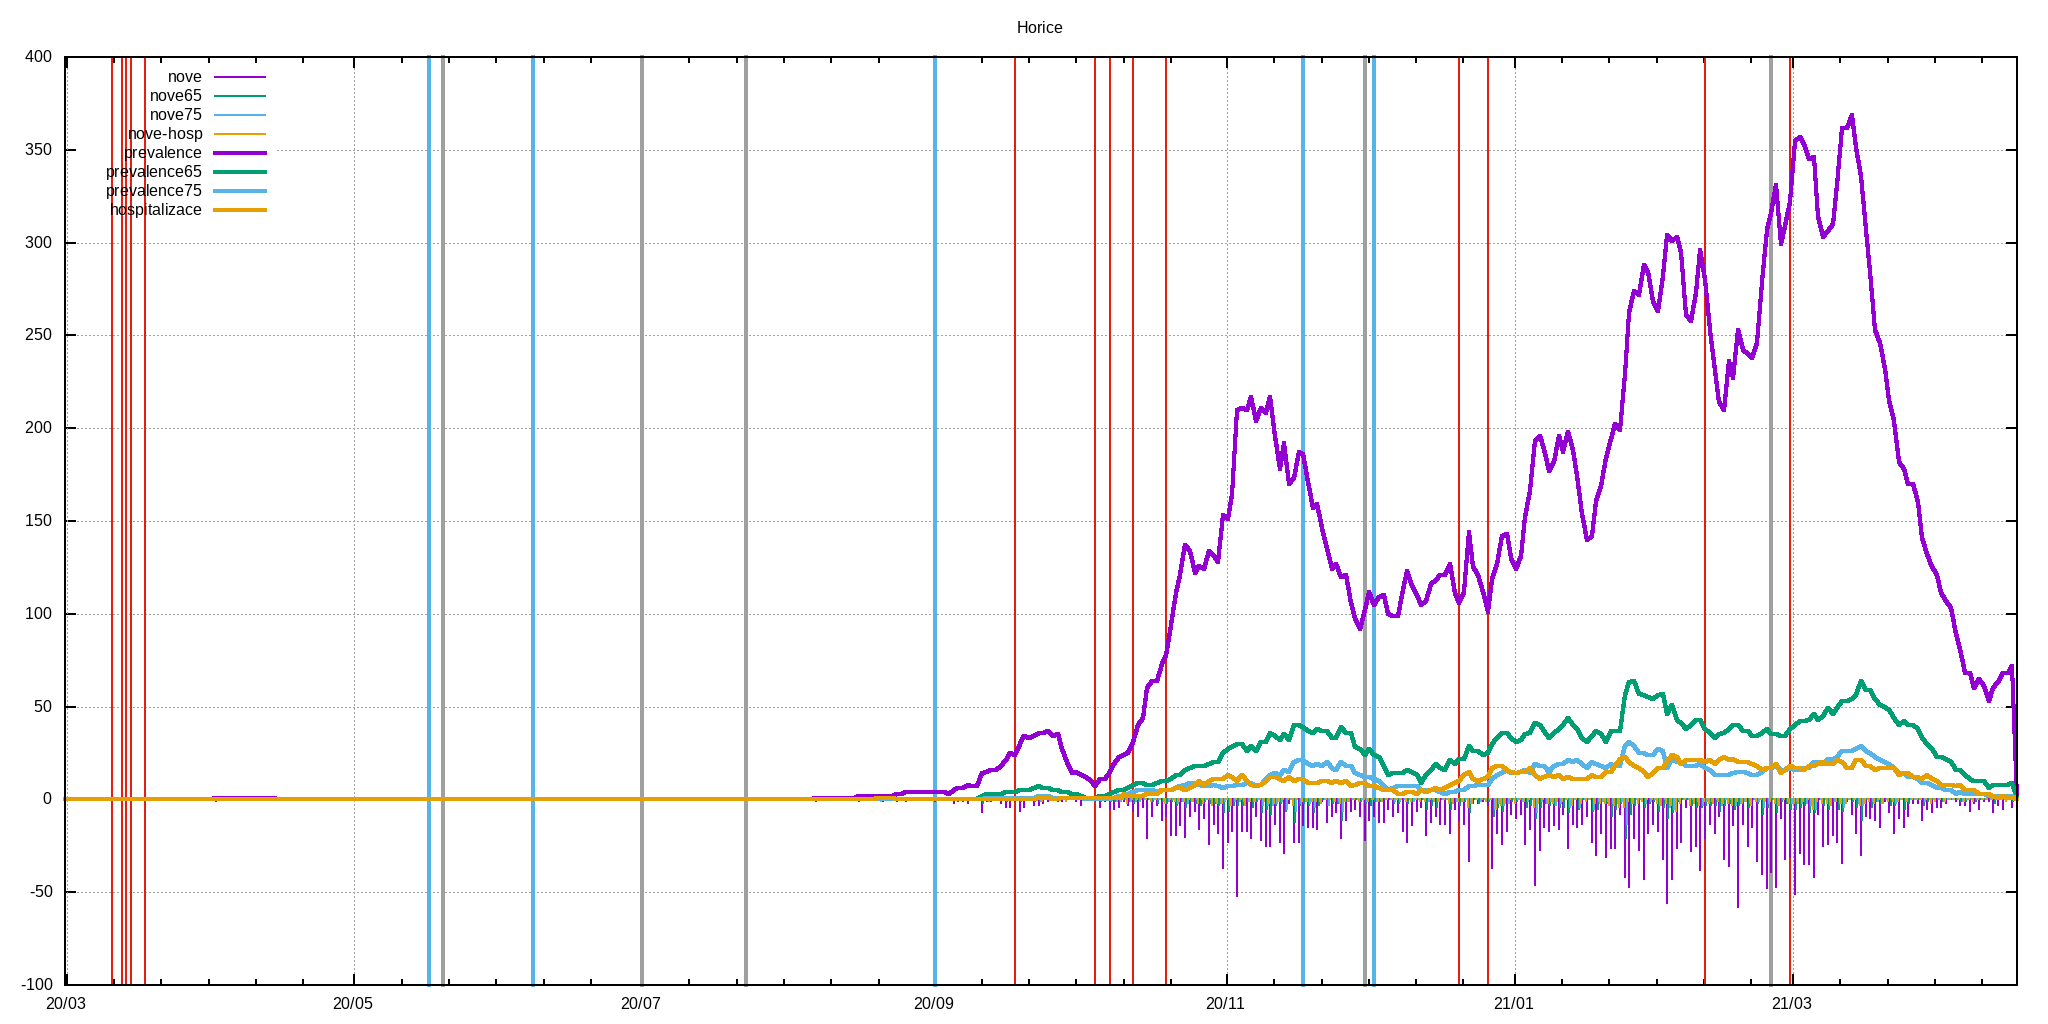 Horice
400
350
300
250
200
150
100
50
0
-50
-100
nove
nove65
nove75
nove-hosp
prevalence
prevalence65
prevalence75
hospitalizace
20/03 20/05 20/07 20/09 20/11 21/01 21/03